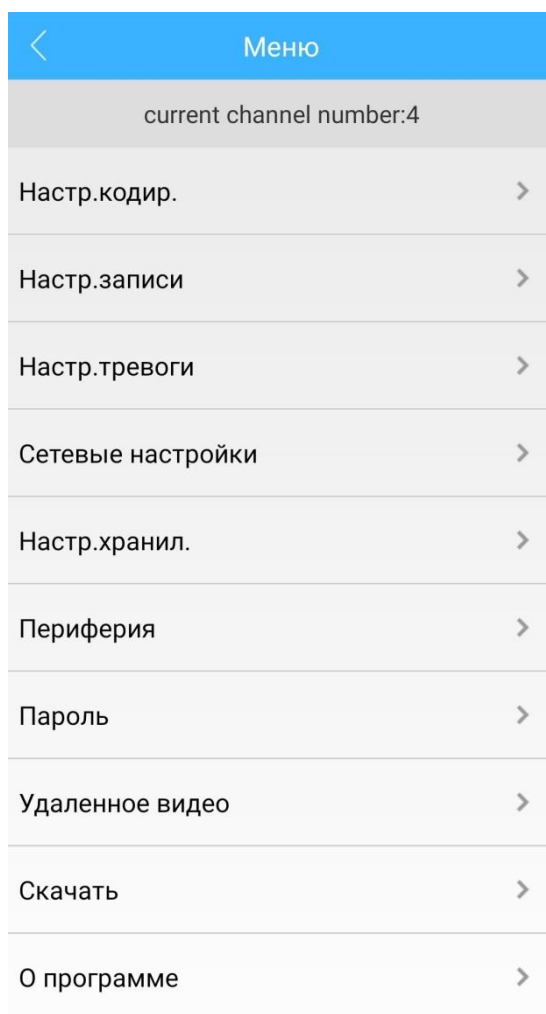 Меню
current channel number:4
Настр.кодир.
Настр.записи
Настр.тревоги
Сетевые настройки
Настр.хранил.
Периферия
Пароль
Удаленное видео
Скачать
О программе